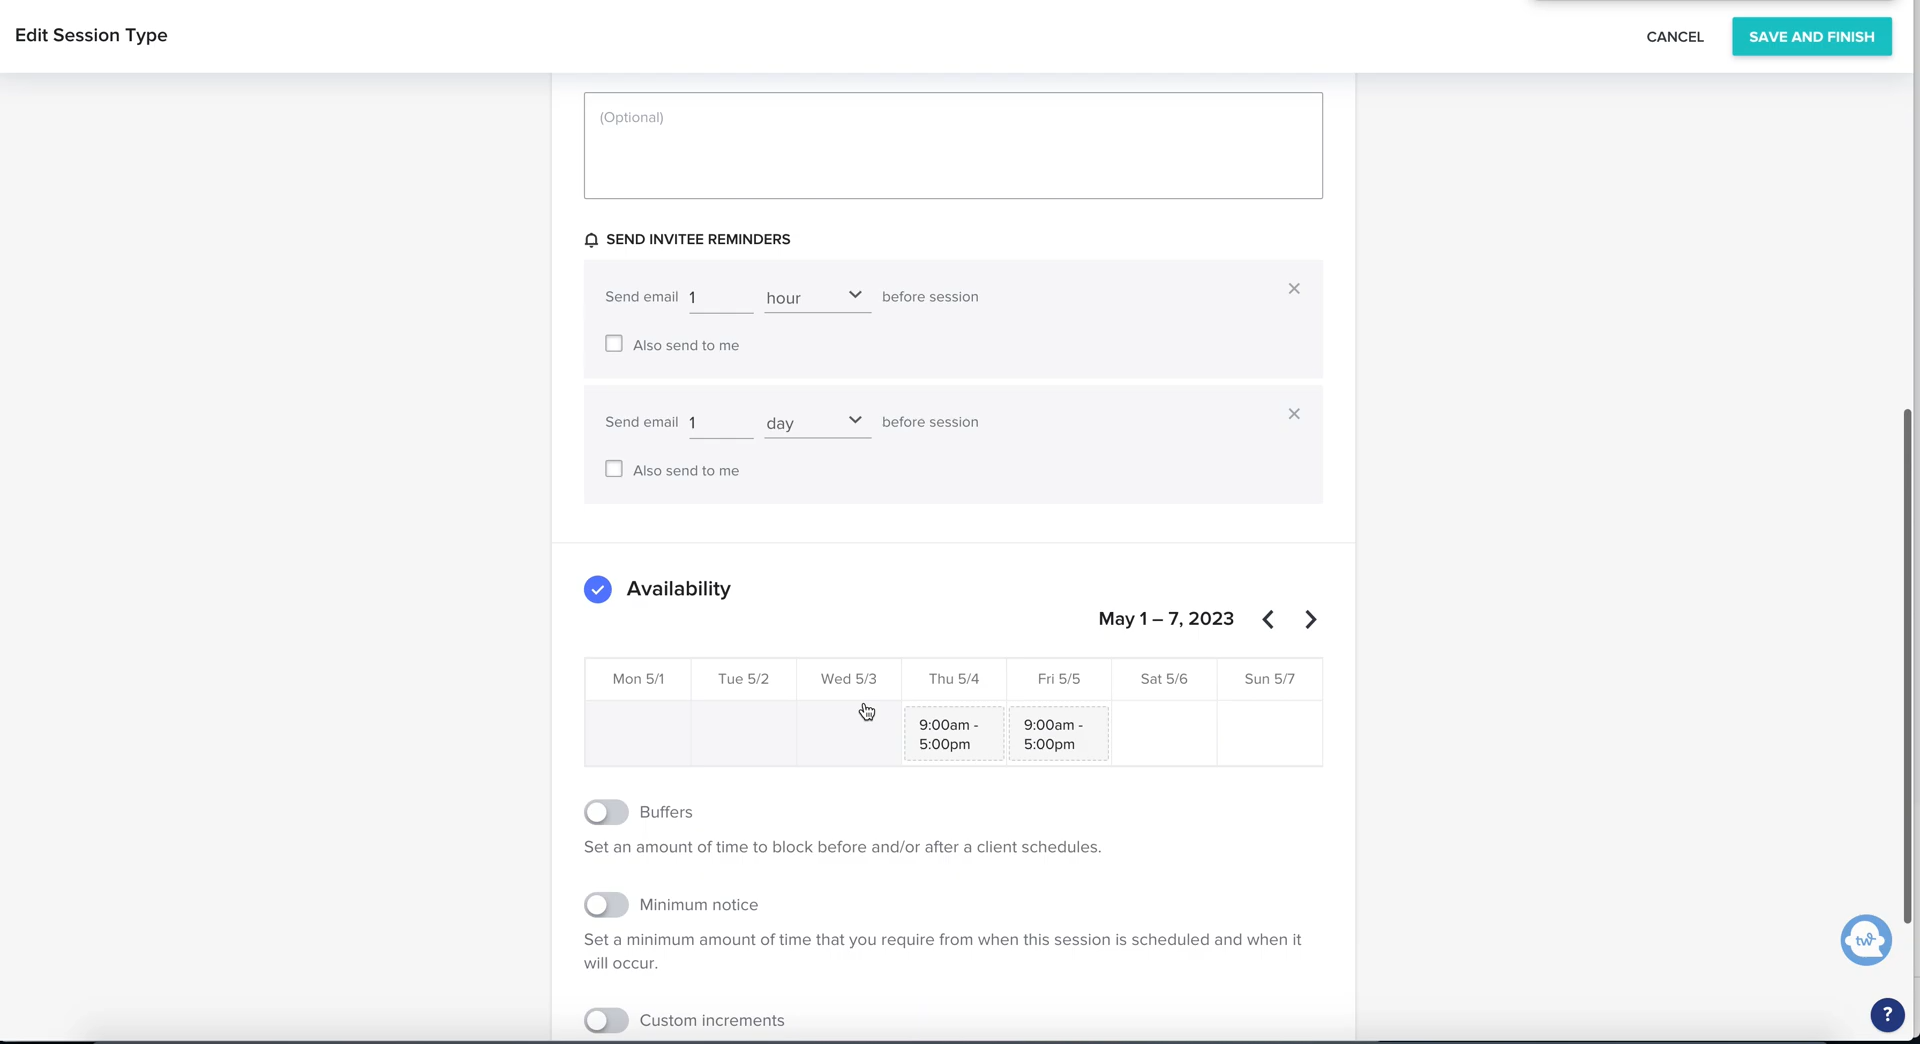 Edit Session Type
CANCEL
SAVE AND FINISH
(Optional)
SEND INVITEE REMINDERS
Send email 1 hour before session
Also send to me
Send email 1 day before session
Also send to me
Availability
May 1 – 7, 2023
Mon 5/1 Tue 5/2 Wed 5/3 Thu 5/4 Fri 5/5 Sat 5/6 Sun 5/7
9:00am - 9:00am -
5:00pm 5:00pm
Buffers
Set an amount of time to block before and/or after a client schedules.
Minimum notice
Set a minimum amount of time that you require from when this session is scheduled and when it
will occur.
tw
?
Custom increments